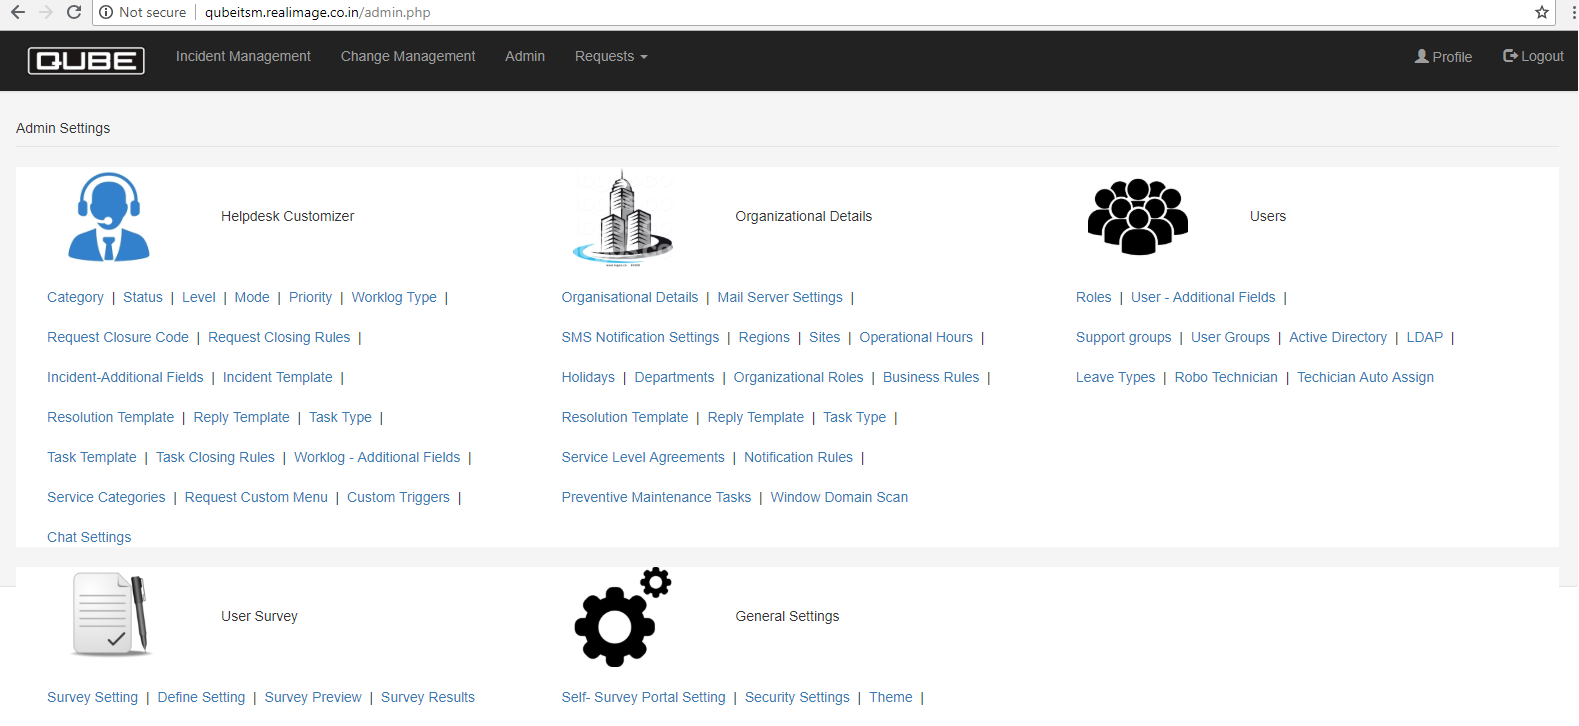 Not secure | qubeitsm.realimage.co.in/admin.php
QUBE Incident Management Change Management Admin Requests Profile Logout
Admin Settings
Helpdesk Customizer
Category | Status | Level | Mode | Priority | Worklog Type |
Request Closure Code | Request Closing Rules |
Incident-Additional Fields | Incident Template |
Resolution Template | Reply Template | Task Type |
Task Template | Task Closing Rules | Worklog - Additional Fields |
Service Categories | Request Custom Menu | Custom Triggers |
Chat Settings
Organizational Details
Organisational Details | Mail Server Settings |
SMS Notification Settings | Regions | Sites | Operational Hours |
Holidays | Departments | Organizational Roles | Business Rules |
Resolution Template | Reply Template | Task Type |
Service Level Agreements | Notification Rules |
Preventive Maintenance Tasks | Window Domain Scan
Users
Roles | User - Additional Fields |
Support groups | User Groups | Active Directory | LDAP |
Leave Types | Robo Technician | Techician Auto Assign
User Survey
Survey Setting | Define Setting | Survey Preview | Survey Results
General Settings
Self- Survey Portal Setting | Security Settings | Theme |